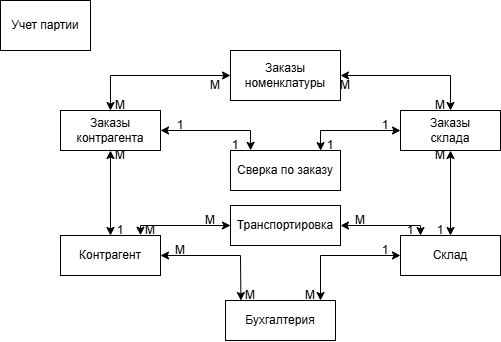 Учет партии
Заказы
номенклатуры
M
M
M
M
Заказы
контрагента
1
1
Заказы
склада
M
1
1
M
Сверка по заказу
1
M
M
Транспортировка
M
1
1
Контрагент
M
1
Склад
M
M
Бухгалтерия